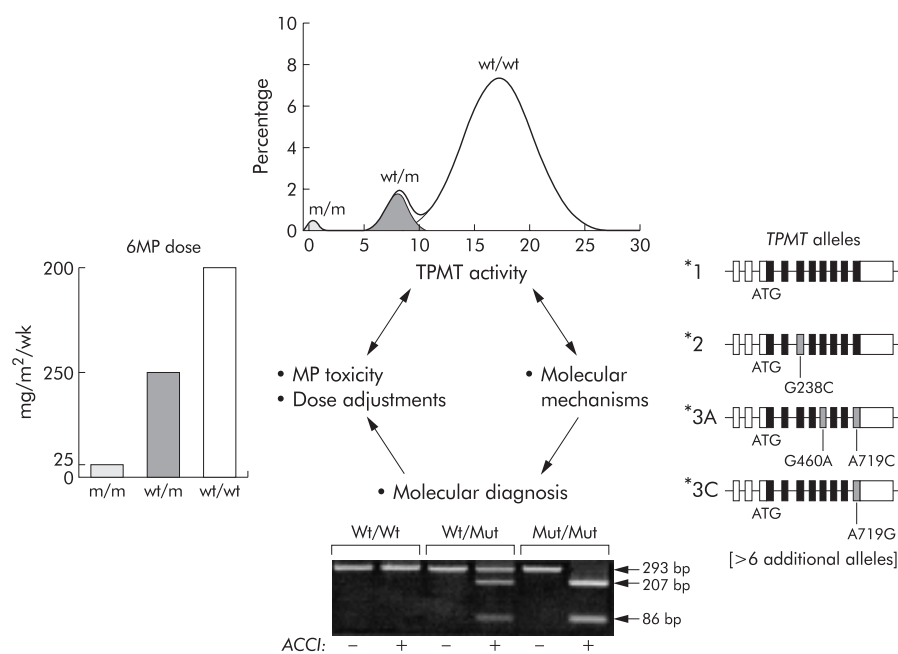 10
8
6
4
2
0
Percentage
m/m
wt/m
wt/wt
0 5 10 15 20 25 30
TPMT activity
6MP dose
200
250
25
0
mg/m²/wk
m/m wt/m wt/wt
• MP toxicity
• Dose adjustments
• Molecular
mechanisms
• Molecular diagnosis
TPMT alleles
*1
ATG
*2
ATG
G238C
*3A
ATG
G460A A719C
*3C
ATG
A719G
[>6 additional alleles]
Wt/Wt Wt/Mut Mut/Mut
293 bp
207 bp
86 bp
ACCI: – + – + – +